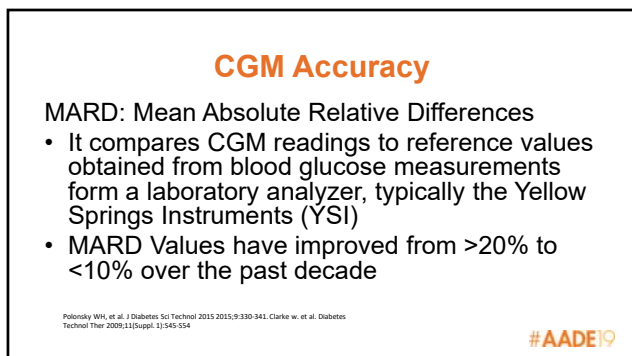 CGM Accuracy
MARD: Mean Absolute Relative Differences
• It compares CGM readings to reference values
obtained from blood glucose measurements
form a laboratory analyzer, typically the Yellow
Springs Instruments (YSI)
• MARD Values have improved from >20% to
<10% over the past decade
Polonsky WH, et al. J Diabetes Sci Technol 2015 2015;9:330-341. Clarke w. et al. Diabetes
Technol Ther 2009;11(Suppl. 1):S45-S54
#AADE19